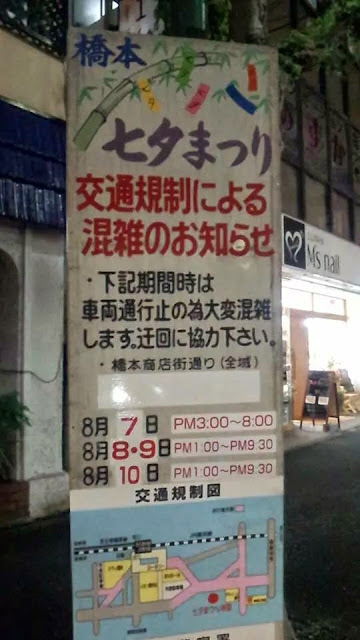 橋本
七夕まつり
交通規制による
混雑のお知らせ
・下記期間時は
車両通行止の為大変混雑
します。迂回に協力下さい。
・橋本商店街通り(全域)
8月 7日 PM3:00〜8:00
8月 8・9日 PM1:00〜PM9:30
8月 10日 PM1:00〜PM9:30
交通規制図
M's nail